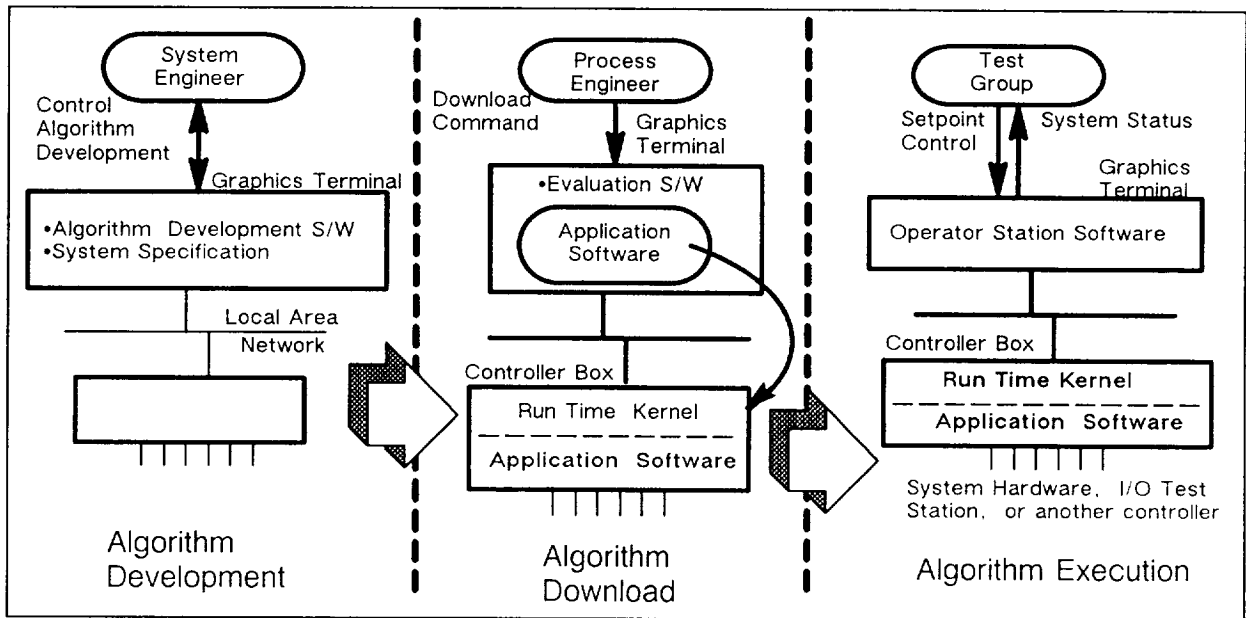 System
Engineer
Control
Algorithm
Development
Graphics Terminal
•Algorithm Development S/W
•System Specification
Local Area
Network
Algorithm
Development
Process
Engineer
Download
Command
Graphics
Terminal
•Evaluation S/W
Application
Software
Controller Box
Run Time Kernel
Application Software
Algorithm
Download
Test
Group
Setpoint
Control
System Status
Graphics
Terminal
Operator Station Software
Controller Box
Run Time Kernel
Application Software
System Hardware, I/O Test
Station, or another controller
Algorithm Execution